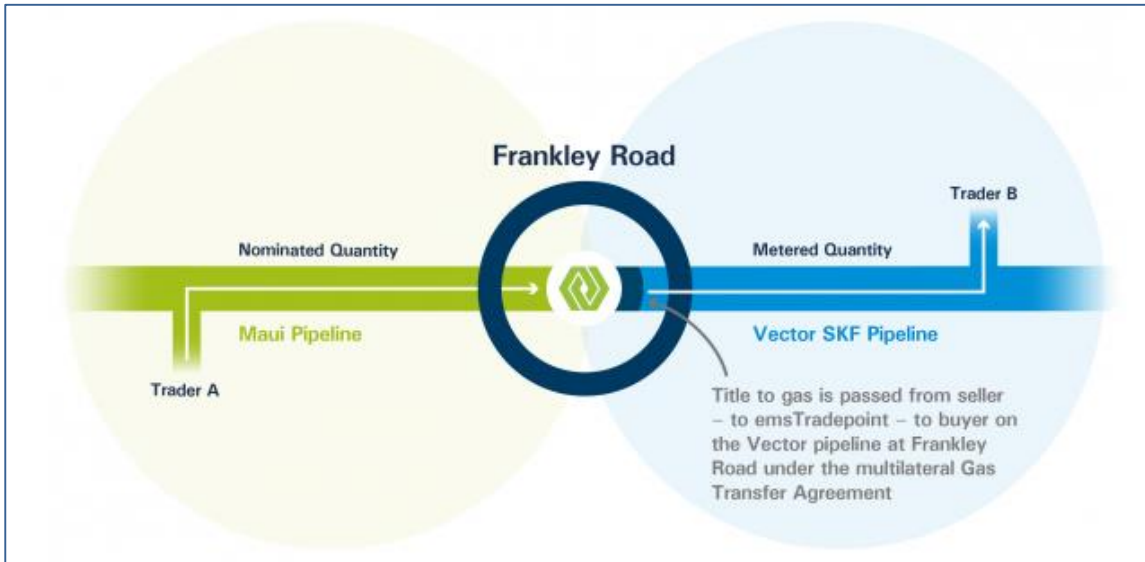 Frankley Road
Trader B
Nominated Quantity
Metered Quantity
Maui Pipeline
Vector SKF Pipeline
Trader A
Title to gas is passed from seller
– to emsTradepoint – to buyer on
the Vector pipeline at Frankley
Road under the multilateral Gas
Transfer Agreement